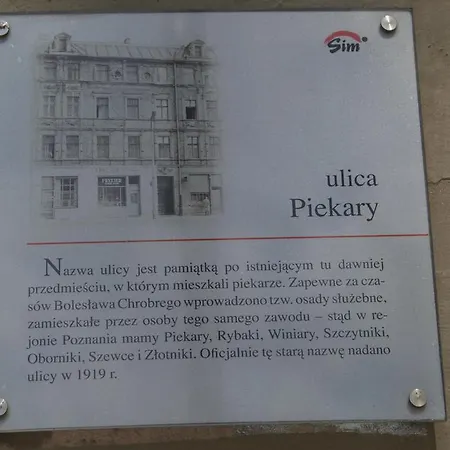 Sim
ulica
Piekary
Nazwa ulicy jest pamiątką po istniejącym tu dawniej
przedmieściu, w którym mieszkali piekarze. Zapewne za cza-
sów Bolesława Chrobrego wprowadzono tzw. osady służebne,
zamieszkałe przez osoby tego samego zawodu – stąd w re-
jonie Poznania mamy Piekary, Rybaki, Winiary, Szczytniki,
Oborniki, Szewce i Złotniki. Oficjalnie tę starą nazwę nadano
ulicy w 1919 r.